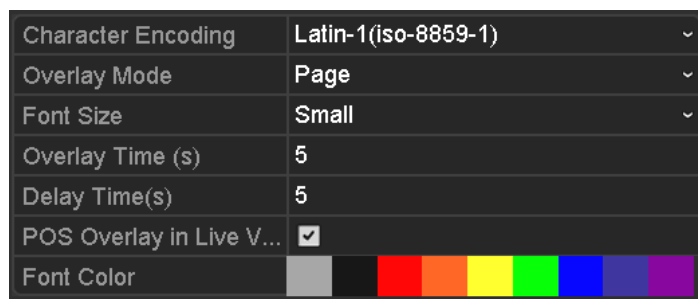 Character Encoding Latin-1(iso-8859-1)
Overlay Mode Page
Font Size Small
Overlay Time (s) 5
Delay Time(s) 5
POS Overlay in Live V...
Font Color